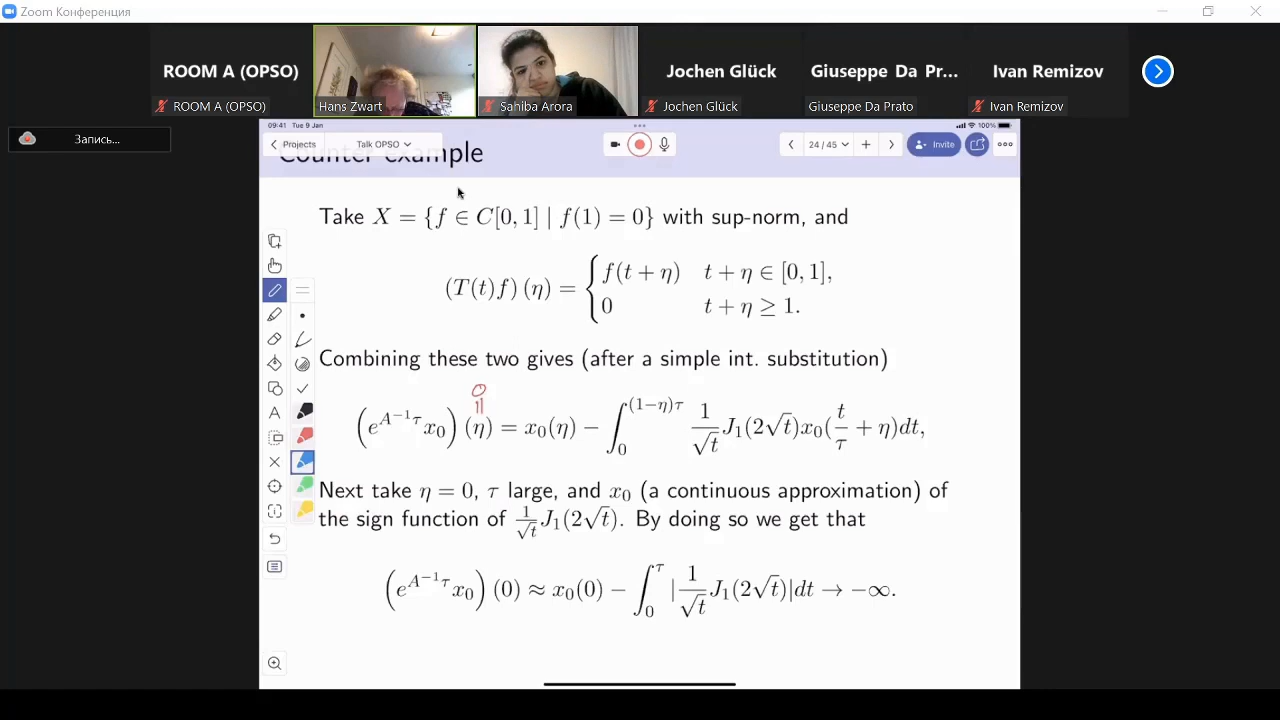 Zoom Конференция
ROOM A (OPSO)
Jochen Glück
Giuseppe Da Pr...
Ivan Remizov
ROOM A (OPSO)
Hans Zwart
Sahiba Arora
Jochen Glück
Giuseppe Da Prato
Ivan Remizov
Запись...
09:41 Tue 9 Jan
100%
Projects
Talk OPSO
24 / 45
Invite
Counter example
Take X = {f ∈ C[0, 1] | f(1) = 0} with sup-norm, and
(T(t)f) (η) = { f(t + η) t + η ∈ [0, 1],
0 t + η ≥ 1.
Combining these two gives (after a simple int. substitution)
0
||
(e^{A^{-1}τ} x_0) (η) = x_0(η) − ∫_0^{(1−η)τ} \frac{1}{√t} J_1(2√t) x_0(\frac{t}{τ} + η)dt,
Next take η = 0, τ large, and x_0 (a continuous approximation) of
the sign function of \frac{1}{√t} J_1(2√t). By doing so we get that
(e^{A^{-1}τ} x_0) (0) ≈ x_0(0) − ∫_0^τ |\frac{1}{√t} J_1(2√t)|dt → −∞.